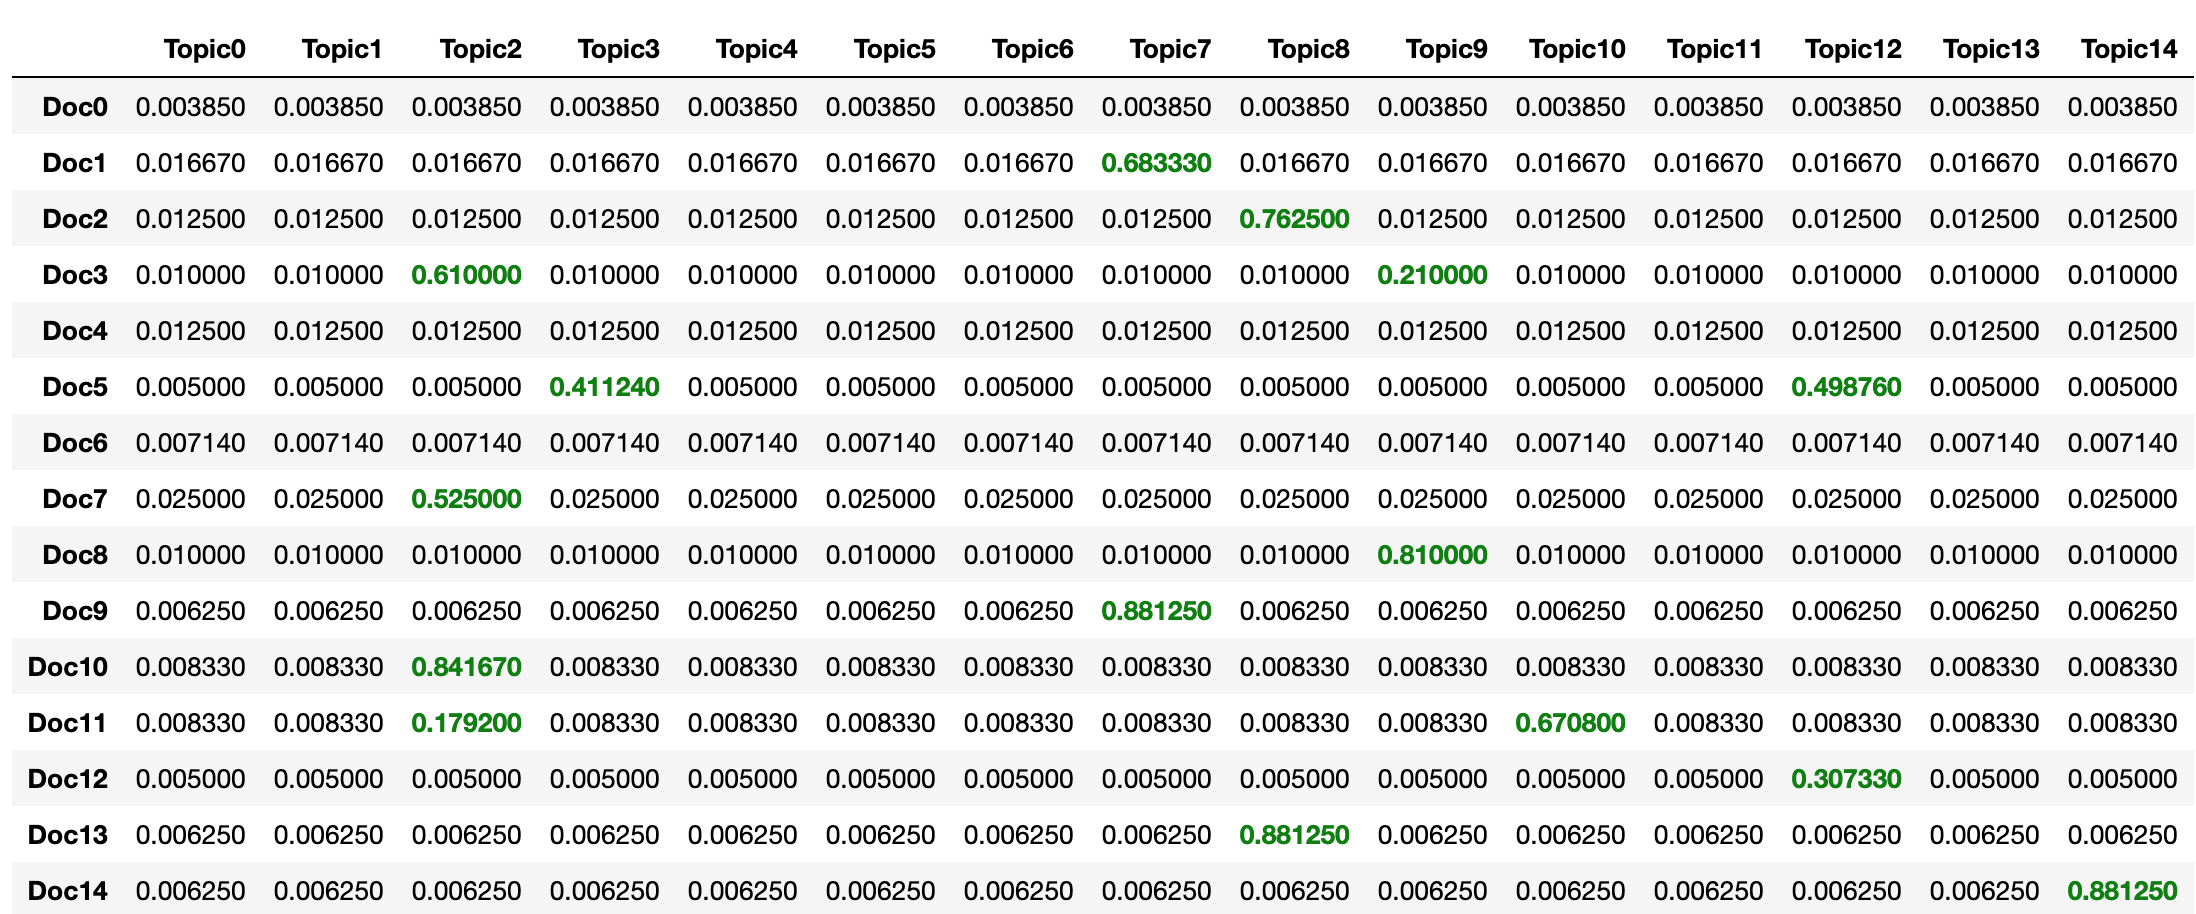 Topic0 Topic1 Topic2 Topic3 Topic4 Topic5 Topic6 Topic7 Topic8 Topic9 Topic10 Topic11 Topic12 Topic13 Topic14
Doc0 0.003850 0.003850 0.003850 0.003850 0.003850 0.003850 0.003850 0.003850 0.003850 0.003850 0.003850 0.003850 0.003850 0.003850 0.003850
Doc1 0.016670 0.016670 0.016670 0.016670 0.016670 0.016670 0.016670 0.683330 0.016670 0.016670 0.016670 0.016670 0.016670 0.016670 0.016670
Doc2 0.012500 0.012500 0.012500 0.012500 0.012500 0.012500 0.012500 0.012500 0.762500 0.012500 0.012500 0.012500 0.012500 0.012500 0.012500
Doc3 0.010000 0.010000 0.610000 0.010000 0.010000 0.010000 0.010000 0.010000 0.010000 0.210000 0.010000 0.010000 0.010000 0.010000 0.010000
Doc4 0.012500 0.012500 0.012500 0.012500 0.012500 0.012500 0.012500 0.012500 0.012500 0.012500 0.012500 0.012500 0.012500 0.012500 0.012500
Doc5 0.005000 0.005000 0.005000 0.411240 0.005000 0.005000 0.005000 0.005000 0.005000 0.005000 0.005000 0.005000 0.498760 0.005000 0.005000
Doc6 0.007140 0.007140 0.007140 0.007140 0.007140 0.007140 0.007140 0.007140 0.007140 0.007140 0.007140 0.007140 0.007140 0.007140 0.007140
Doc7 0.025000 0.025000 0.525000 0.025000 0.025000 0.025000 0.025000 0.025000 0.025000 0.025000 0.025000 0.025000 0.025000 0.025000 0.025000
Doc8 0.010000 0.010000 0.010000 0.010000 0.010000 0.010000 0.010000 0.010000 0.010000 0.810000 0.010000 0.010000 0.010000 0.010000 0.010000
Doc9 0.006250 0.006250 0.006250 0.006250 0.006250 0.006250 0.006250 0.881250 0.006250 0.006250 0.006250 0.006250 0.006250 0.006250 0.006250
Doc10 0.008330 0.008330 0.841670 0.008330 0.008330 0.008330 0.008330 0.008330 0.008330 0.008330 0.008330 0.008330 0.008330 0.008330 0.008330
Doc11 0.008330 0.008330 0.179200 0.008330 0.008330 0.008330 0.008330 0.008330 0.008330 0.008330 0.670800 0.008330 0.008330 0.008330 0.008330
Doc12 0.005000 0.005000 0.005000 0.005000 0.005000 0.005000 0.005000 0.005000 0.005000 0.005000 0.005000 0.005000 0.307330 0.005000 0.005000
Doc13 0.006250 0.006250 0.006250 0.006250 0.006250 0.006250 0.006250 0.006250 0.881250 0.006250 0.006250 0.006250 0.006250 0.006250 0.006250
Doc14 0.006250 0.006250 0.006250 0.006250 0.006250 0.006250 0.006250 0.006250 0.006250 0.006250 0.006250 0.006250 0.006250 0.006250 0.881250